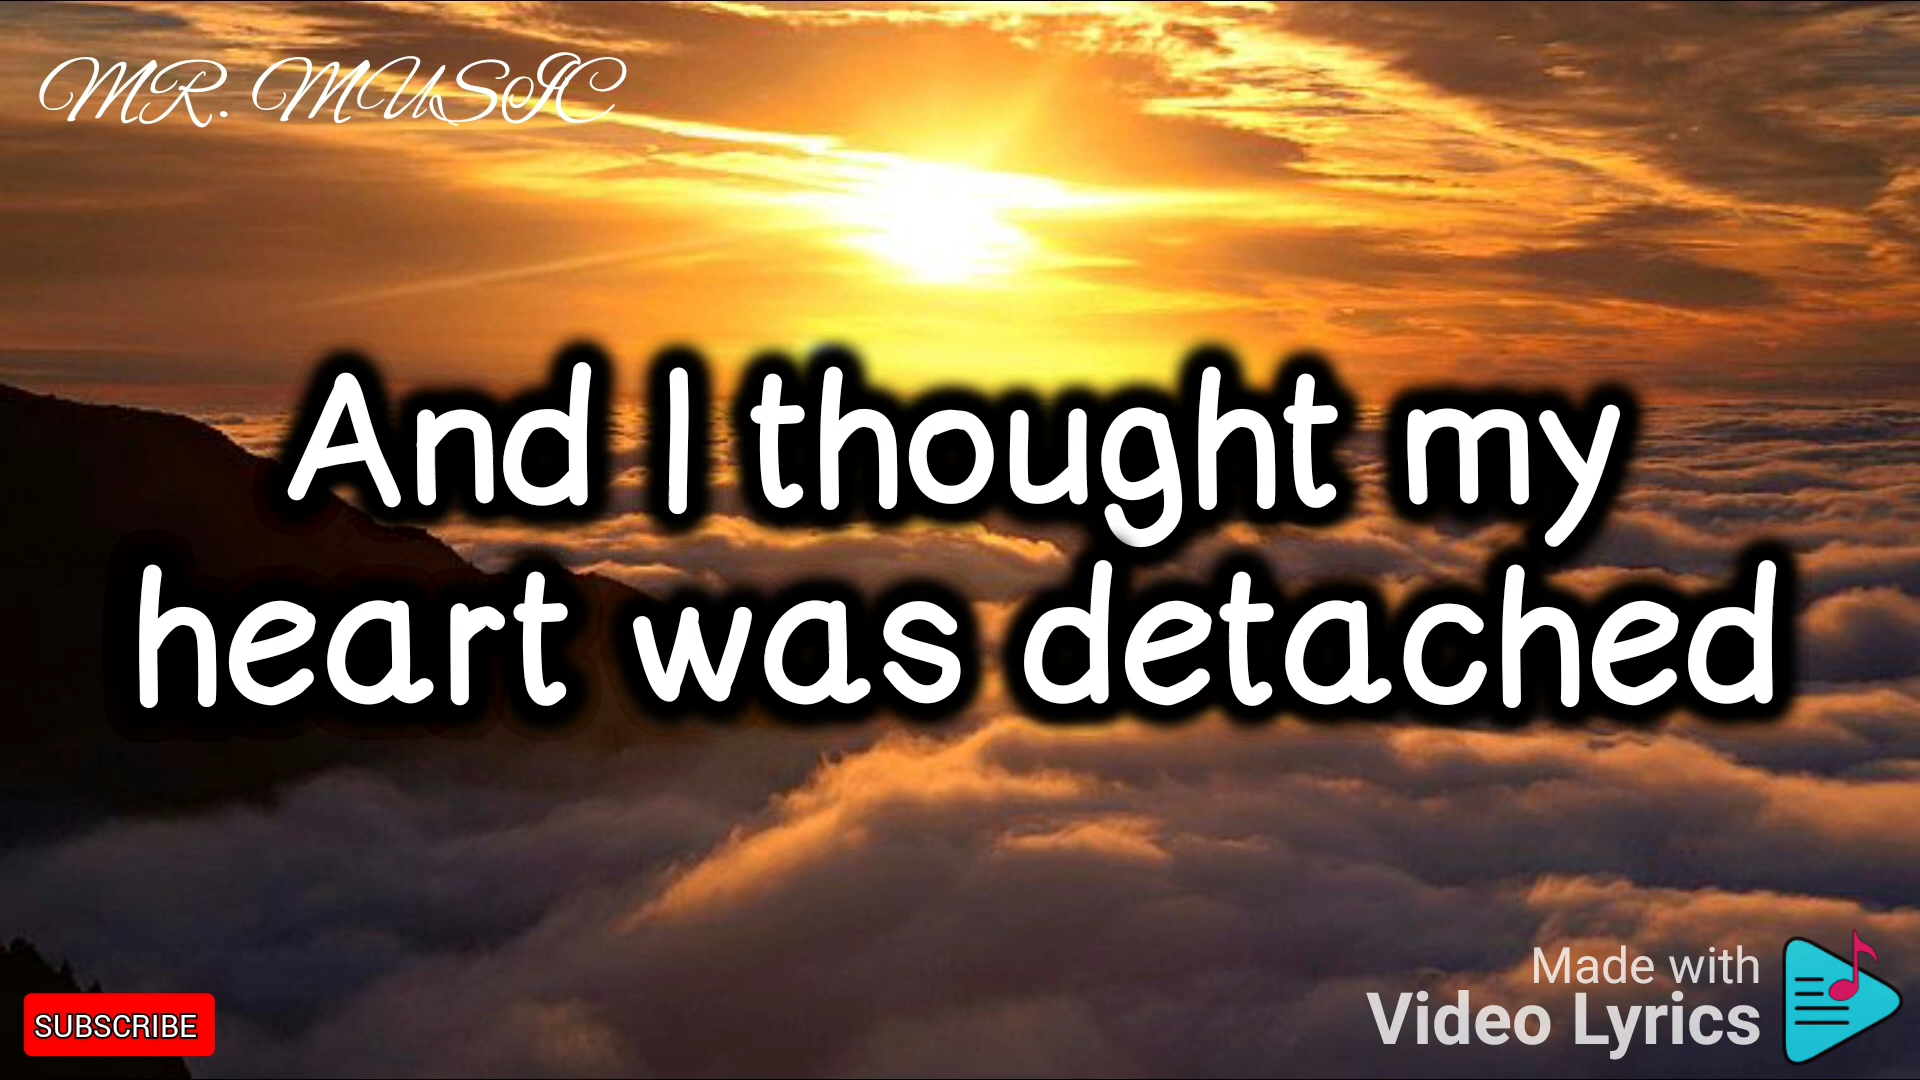 MR. MUSIC
And I thought my
heart was detached
SUBSCRIBE
Made with
Video Lyrics